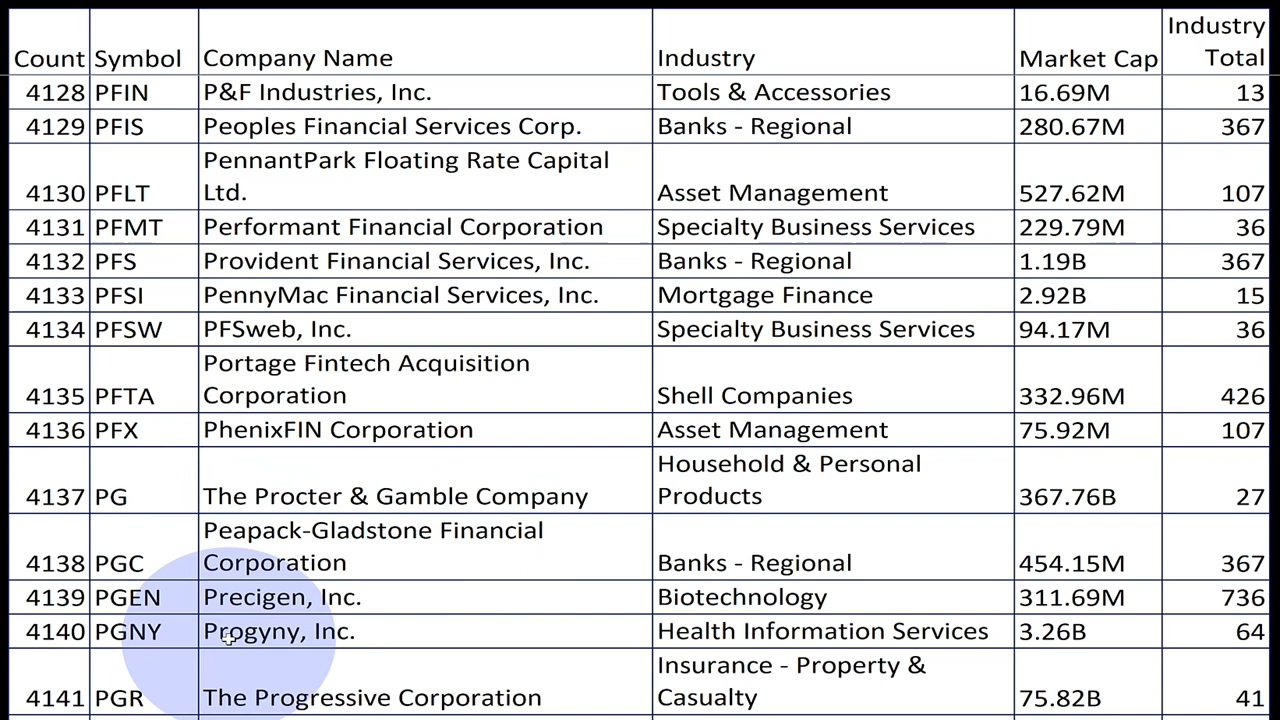 Count Symbol Company Name Industry Market Cap Industry Total
4128 PFIN P&F Industries, Inc. Tools & Accessories 16.69M 13
4129 PFIS Peoples Financial Services Corp. Banks - Regional 280.67M 367
4130 PFLT PennantPark Floating Rate Capital Ltd. Asset Management 527.62M 107
4131 PFMT Performant Financial Corporation Specialty Business Services 229.79M 36
4132 PFS Provident Financial Services, Inc. Banks - Regional 1.19B 367
4133 PFSI PennyMac Financial Services, Inc. Mortgage Finance 2.92B 15
4134 PFSW PFSweb, Inc. Specialty Business Services 94.17M 36
4135 PFTA Portage Fintech Acquisition Corporation Shell Companies 332.96M 426
4136 PFX PhenixFIN Corporation Asset Management 75.92M 107
4137 PG The Procter & Gamble Company Household & Personal Products 367.76B 27
4138 PGC Peapack-Gladstone Financial Corporation Banks - Regional 454.15M 367
4139 PGEN Precigen, Inc. Biotechnology 311.69M 736
4140 PGNY Progyny, Inc. Health Information Services 3.26B 64
4141 PGR The Progressive Corporation Insurance - Property & Casualty 75.82B 41